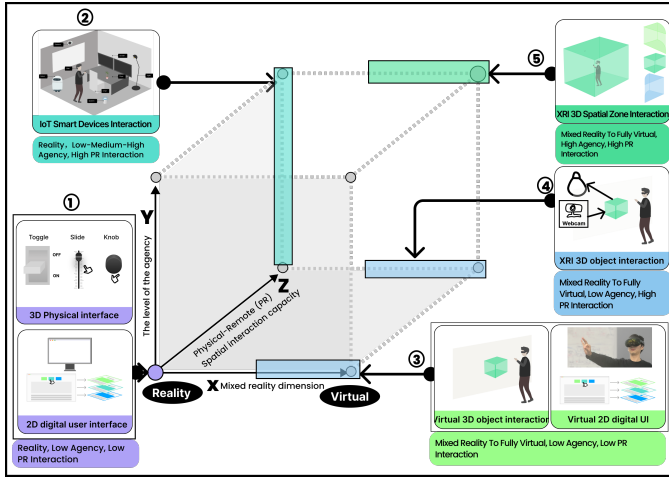 ②
IoT Smart Devices Interaction
Reality, Low-Medium-High
Agency, High PR Interaction
①
Toggle
Slide
Knob
OFF
ON
3D Physical interface
2D digital user interface
Reality, Low Agency, Low
PR Interaction
Y
The level of the agency
Z
Physical-Remote (PR)
Spatial interaction capacity
X Mixed reality dimension
Reality
Virtual
⑤
XRI 3D Spatial Zone Interaction
Mixed Reality To Fully Virtual,
High Agency, High PR
Interaction
④
Webcam
XRI 3D object interaction
Mixed Reality To Fully
Virtual, Low Agency, High
PR Interaction
③
Virtual 3D object interaction
Virtual 2D digital UI
Mixed Reality To Fully Virtual, Low Agency, Low PR
Interaction